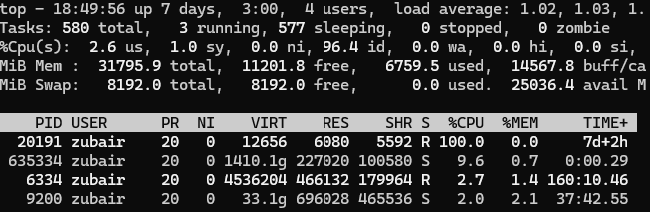 top - 18:49:56 up 7 days,  3:00,  4 users,  load average: 1.02, 1.03, 1.
Tasks: 580 total,   3 running, 577 sleeping,   0 stopped,   0 zombie
%Cpu(s):  2.6 us,  1.0 sy,  0.0 ni, 96.4 id,  0.0 wa,  0.0 hi,  0.0 si,
MiB Mem :  31795.9 total,  11201.8 free,   6759.5 used,  14567.8 buff/ca
MiB Swap:   8192.0 total,   8192.0 free,      0.0 used.  25036.4 avail M
PID USER      PR  NI    VIRT    RES    SHR S  %CPU  %MEM     TIME+
20191 zubair    20   0   12656   6080   5592 R 100.0   0.0     7d+2h
635334 zubair    20   0 1410.1g 227020 100580 S   9.6   0.7   0:00.29
6334 zubair    20   0 4536204 466132 179964 R   2.7   1.4 160:10.46
9200 zubair    20   0   33.1g 696028 465536 S   2.0   2.1  37:42.55